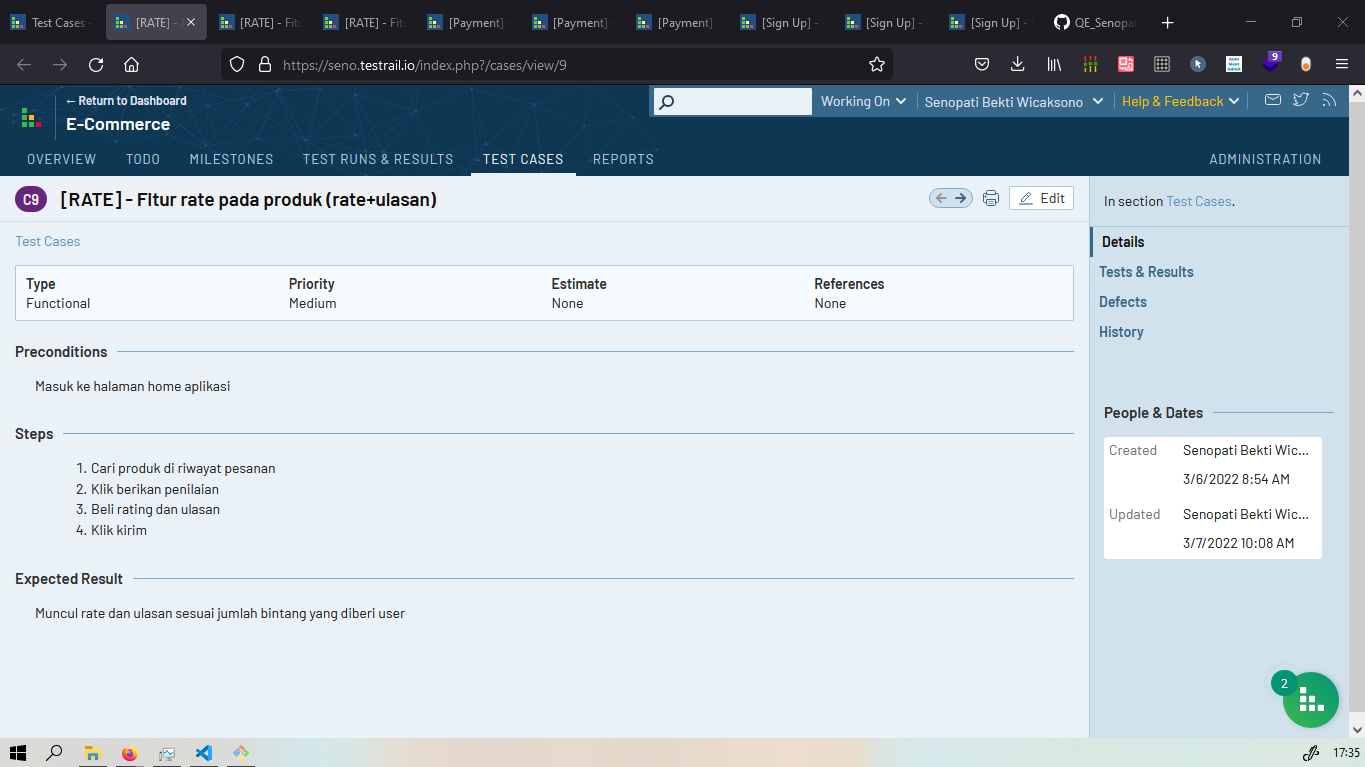 Test Cases -
[RATE] -
[RATE] - Fit
[RATE] - Fit
[Payment]
[Payment]
[Payment]
[Sign Up] -
[Sign Up] -
[Sign Up] -
QE_Senopat
https://seno.testrail.io/index.php?/cases/view/9
9
← Return to Dashboard
E-Commerce
Working On
Senopati Bekti Wicaksono
Help & Feedback
OVERVIEW
TODO
MILESTONES
TEST RUNS & RESULTS
TEST CASES
REPORTS
ADMINISTRATION
C9
[RATE] - FItur rate pada produk (rate+ulasan)
Edit
In section Test Cases.
Test Cases
Details
Tests & Results
Defects
History
Type
Functional
Priority
Medium
Estimate
None
References
None
Preconditions
Masuk ke halaman home aplikasi
Steps
1. Cari produk di riwayat pesanan
2. Klik berikan penilaian
3. Beli rating dan ulasan
4. Klik kirim
Expected Result
Muncul rate dan ulasan sesuai jumlah bintang yang diberi user
People & Dates
Created
Senopati Bekti Wic...
3/6/2022 8:54 AM
Updated
Senopati Bekti Wic...
3/7/2022 10:08 AM
2
17:35